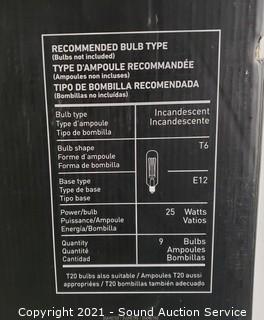 RECOMMENDED BULB TYPE
(Bulbs not included)
TYPE D'AMPOULE RECOMMANDÉE
(Ampoules non incluses)
TIPO DE BOMBILLA RECOMENDADA
(Bombillas no incluídas)
Bulb type
Type d'ampoule
Tipo de bombilla
Incandescent
Incandescente
Bulb shape
Forme d'ampoule
Forma de bombilla
T6
Base type
Type de base
Tipo base
E12
Power/bulb
Puissance/Ampoule
Energía/Bombilla
25 Watts
Vatios
Quantity
Quantité
Cantidad
9 Bulbs
Ampoules
Bombillas
T20 bulbs also suitable / Ampoules T20 aussi
appropriées / T20 bombillas también adecuado
Copyright 2021 - Sound Auction Service